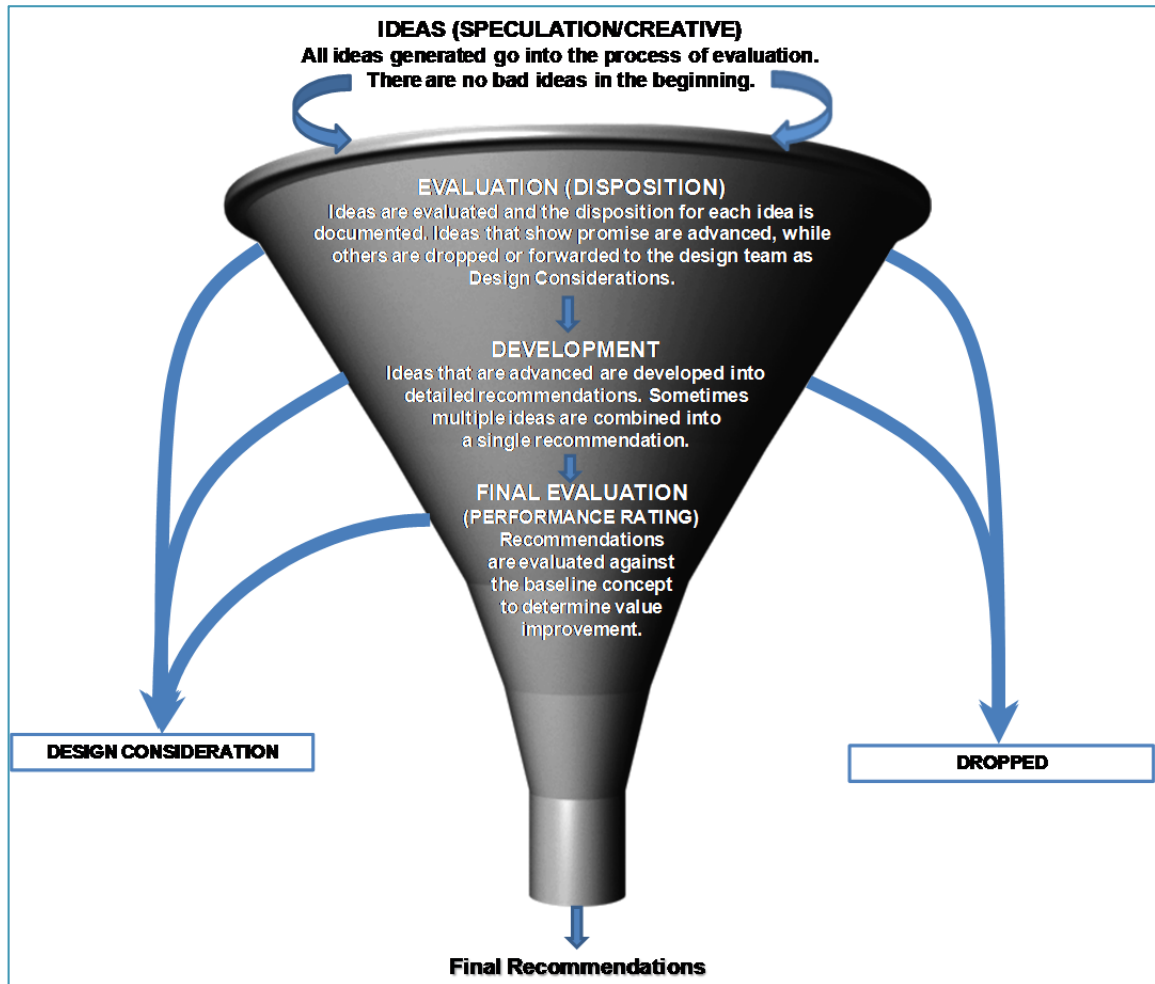 IDEAS (SPECULATION/CREATIVE)
All ideas generated go into the process of evaluation.
There are no bad ideas in the beginning.
EVALUATION (DISPOSITION)
Ideas are evaluated and the disposition for each idea is
documented. Ideas that show promise are advanced, while
others are dropped or forwarded to the design team as
Design Considerations.
DEVELOPMENT
Ideas that are advanced are developed into
detailed recommendations. Sometimes
multiple ideas are combined into
a single recommendation.
FINAL EVALUATION
(PERFORMANCE RATING)
Recommendations
are evaluated against
the baseline concept
to determine value
improvement.
DESIGN CONSIDERATION
DROPPED
Final Recommendations